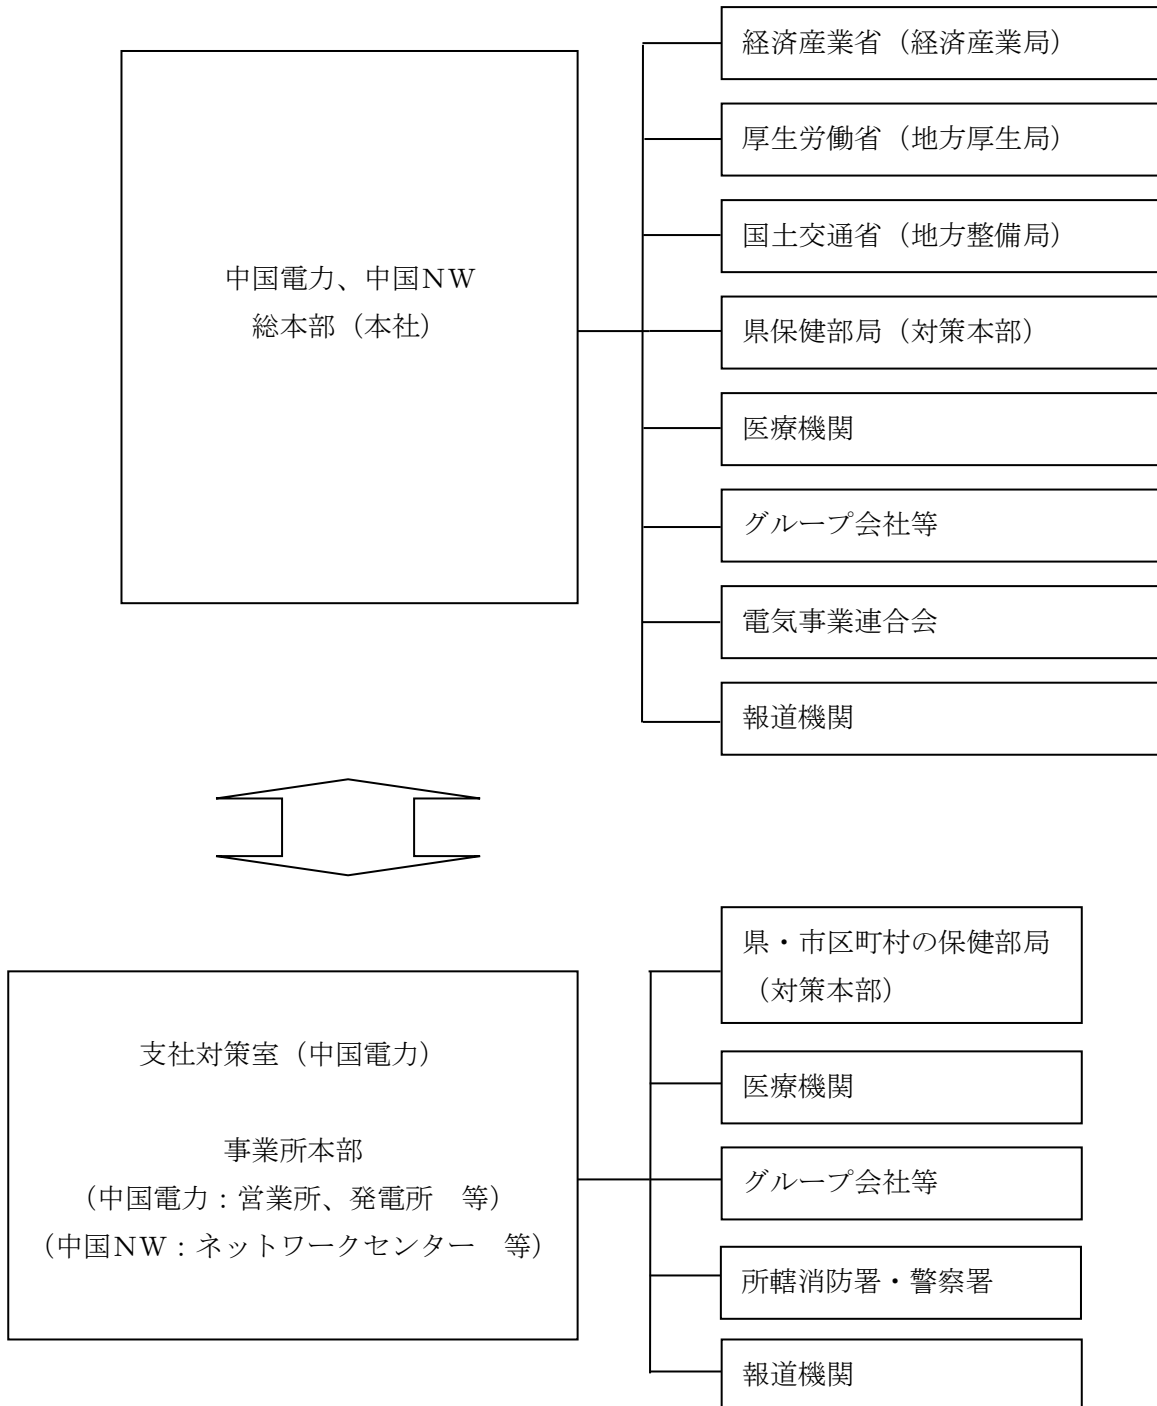 中国電力、中国NW
総本部（本社）
経済産業省（経済産業局）
厚生労働省（地方厚生局）
国土交通省（地方整備局）
県保健部局（対策本部）
医療機関
グループ会社等
電気事業連合会
報道機関
支社対策室（中国電力）
事業所本部
（中国電力：営業所、発電所　等）
（中国NW：ネットワークセンター　等）
県・市区町村の保健部局
（対策本部）
医療機関
グループ会社等
所轄消防署・警察署
報道機関